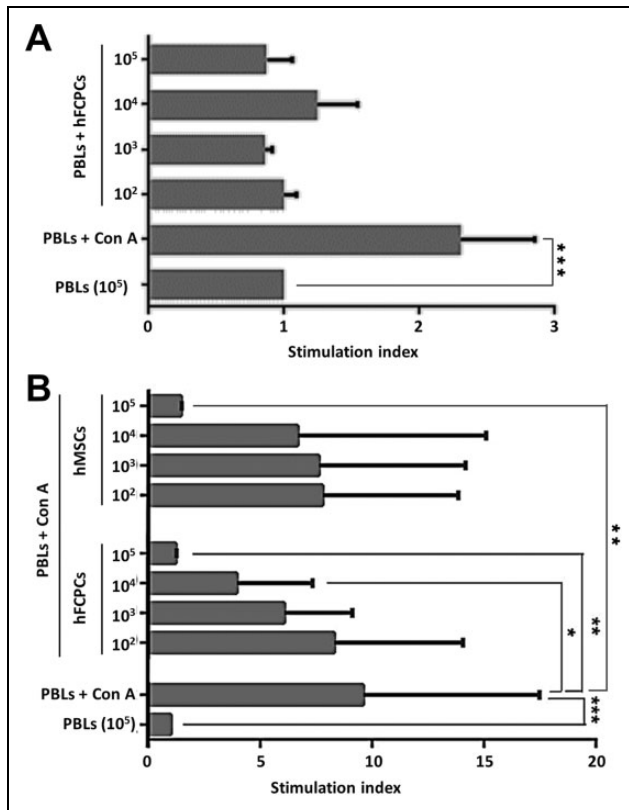 A
PBLs + hFCPCs
10⁵
10⁴
10³
10²
PBLs + Con A
PBLs (10⁵)
***
0 1 2 3
Stimulation index
B
PBLs + Con A
hMSCs
10⁵
10⁴
10³
10²
hFCPCs
10⁵
10⁴
10³
10²
PBLs + Con A
PBLs (10⁵)
**
**
*
***
0 5 10 15 20
Stimulation index